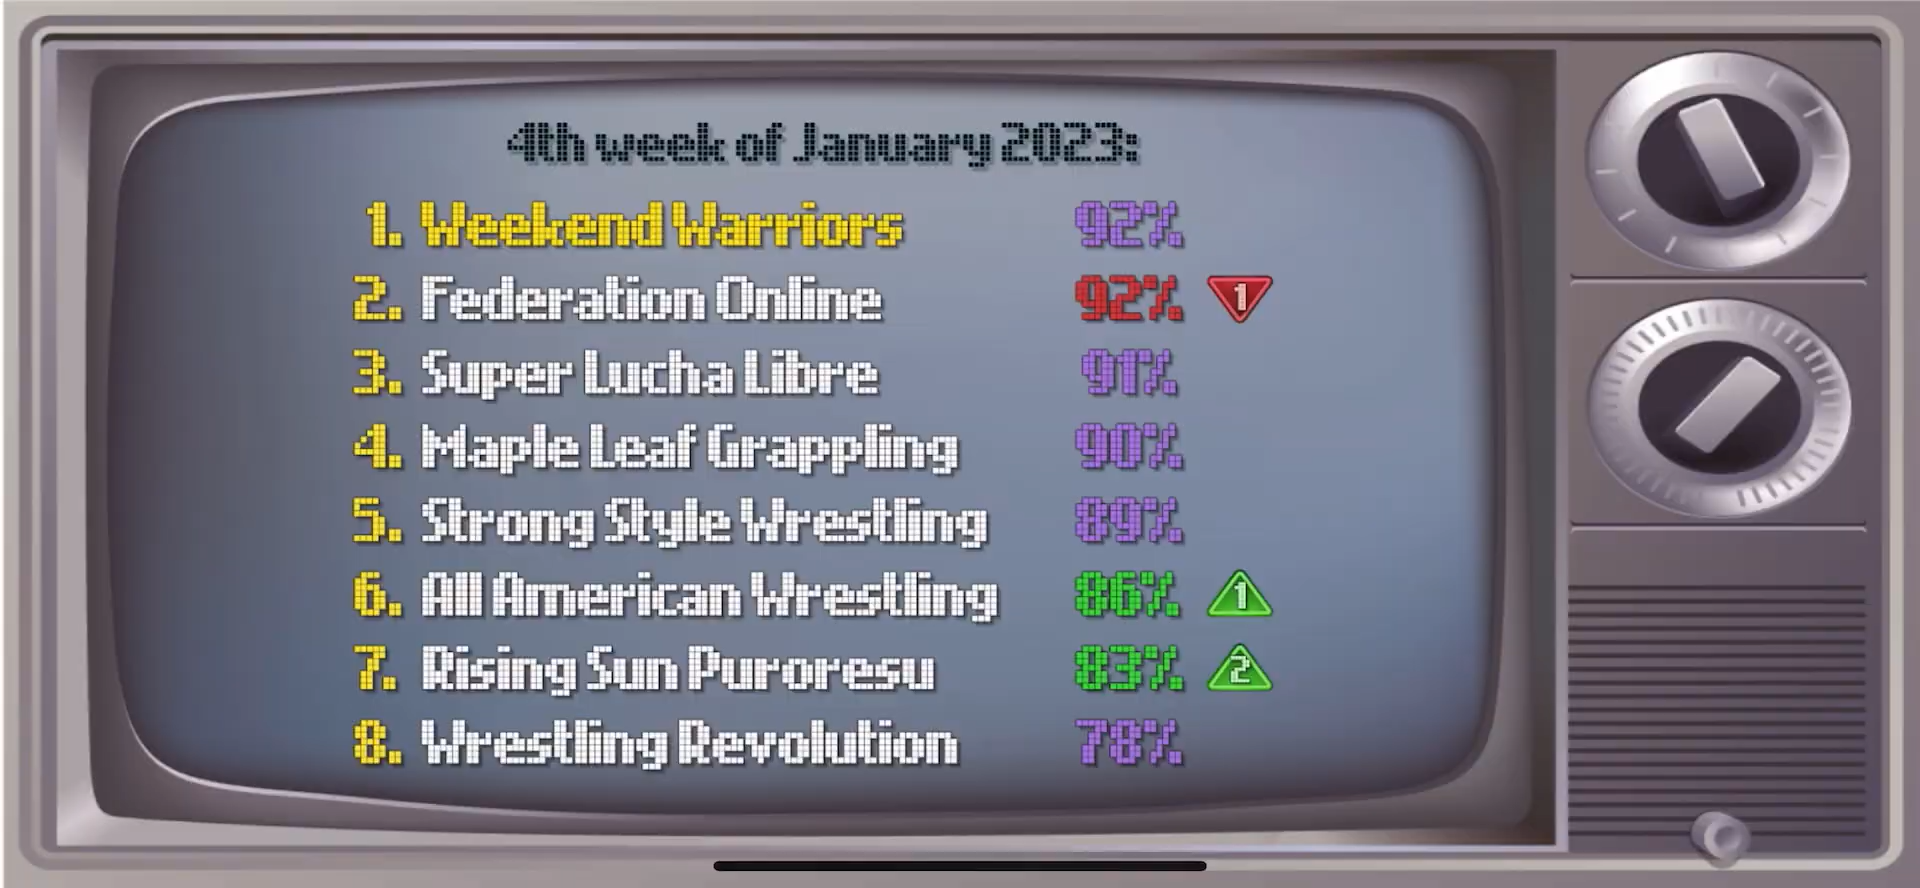 4th week of January 2023:
1. Weekend Warriors 92%
2. Federation Online 92% 1
3. Super Lucha Libre 91%
4. Maple Leaf Grappling 90%
5. Strong Style Wrestling 89%
6. All American Wrestling 86% 1
7. Rising Sun Puroresu 83% 2
8. Wrestling Revolution 78%